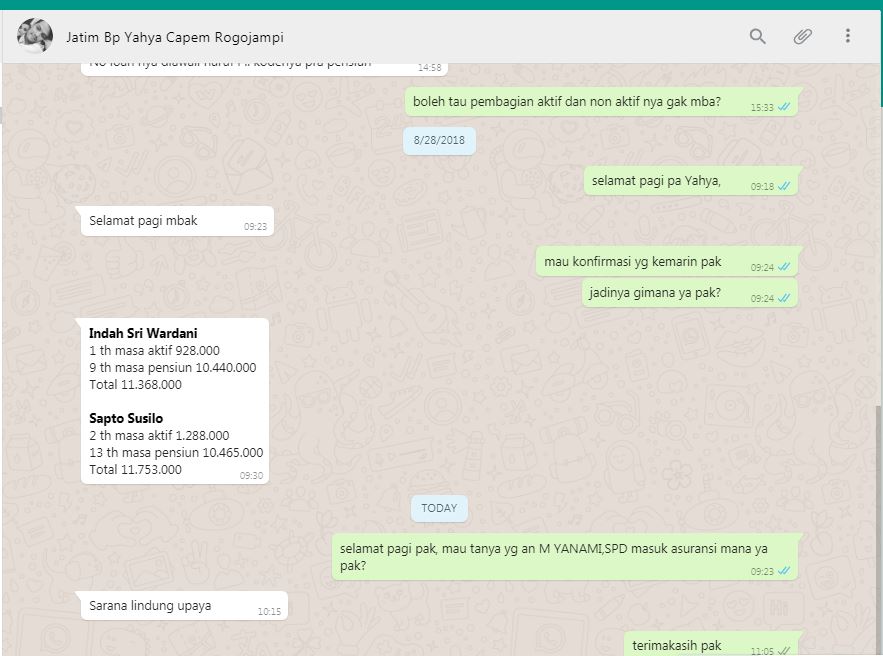 Jatim Bp Yahya Capem Rogojampi
14:58
boleh tau pembagian aktif dan non aktif nya gak mba?
15:33
8/28/2018
selamat pagi pa Yahya,
09:18
Selamat pagi mbak
09:23
mau konfirmasi yg kemarin pak
09:24
jadinya gimana ya pak?
09:24
Indah Sri Wardani
1 th masa aktif 928.000
9 th masa pensiun 10.440.000
Total 11.368.000
Sapto Susilo
2 th masa aktif 1.288.000
13 th masa pensiun 10.465.000
Total 11.753.000
09:30
TODAY
selamat pagi pak, mau tanya yg an M YANAMI,SPD masuk asuransi mana ya
pak?
09:23
Sarana lindung upaya
10:15
terimakasih pak
11:05